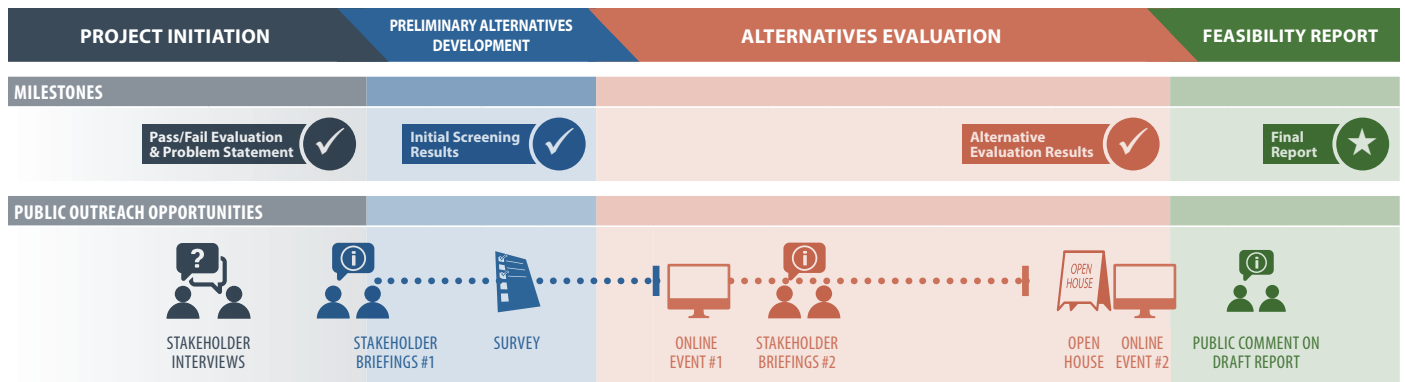 PROJECT INITIATION
PRELIMINARY ALTERNATIVES
DEVELOPMENT
ALTERNATIVES EVALUATION
FEASIBILITY REPORT
MILESTONES
Pass/Fail Evaluation
& Problem Statement
Initial Screening
Results
Alternative
Evaluation Results
Final
Report
PUBLIC OUTREACH OPPORTUNITIES
?
i
i
OPEN
HOUSE
i
STAKEHOLDER
INTERVIEWS
STAKEHOLDER
BRIEFINGS #1
SURVEY
ONLINE
EVENT #1
STAKEHOLDER
BRIEFINGS #2
OPEN
HOUSE
ONLINE
EVENT #2
PUBLIC COMMENT ON
DRAFT REPORT